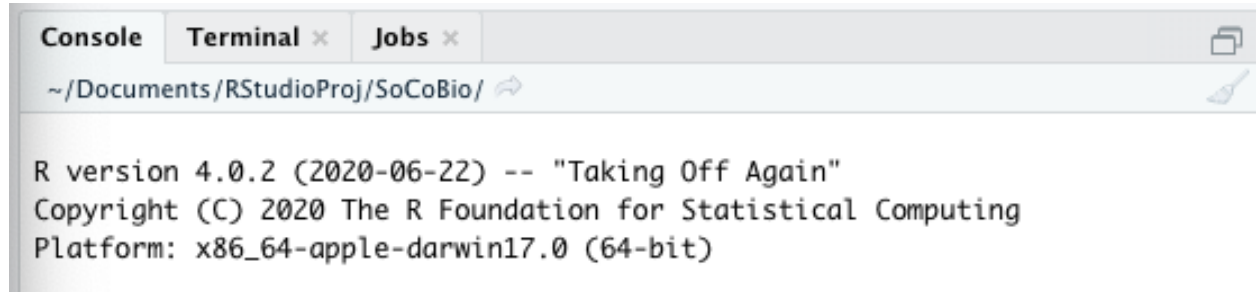 Console Terminal × Jobs ×
~/Documents/RStudioProj/SoCoBio/
R version 4.0.2 (2020-06-22) -- "Taking Off Again"
Copyright (C) 2020 The R Foundation for Statistical Computing
Platform: x86_64-apple-darwin17.0 (64-bit)